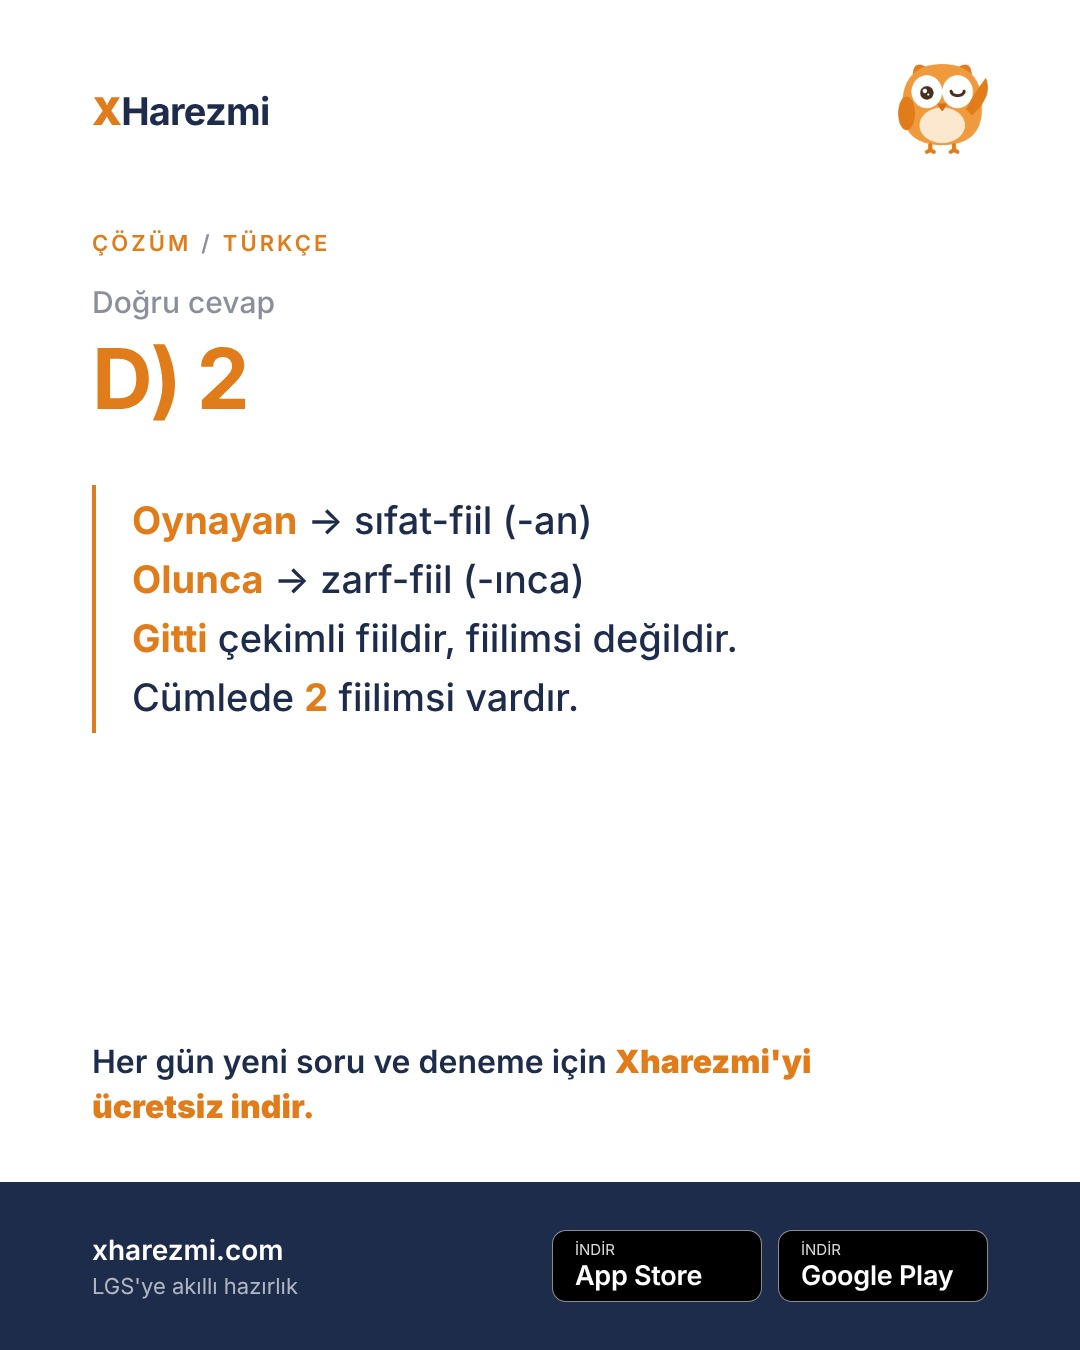 XHarezmi
ÇÖZÜM / TÜRKÇE
Doğru cevap
D) 2
Oynayan → sıfat-fiil (-an)
Olunca → zarf-fiil (-ınca)
Gitti çekimli fiildir, fiilimsi değildir.
Cümlede 2 fiilimsi vardır.
Her gün yeni soru ve deneme için Xharezmi'yi
ücretsiz indir.
xharezmi.com
LGS'ye akıllı hazırlık
İNDİR
App Store
İNDİR
Google Play